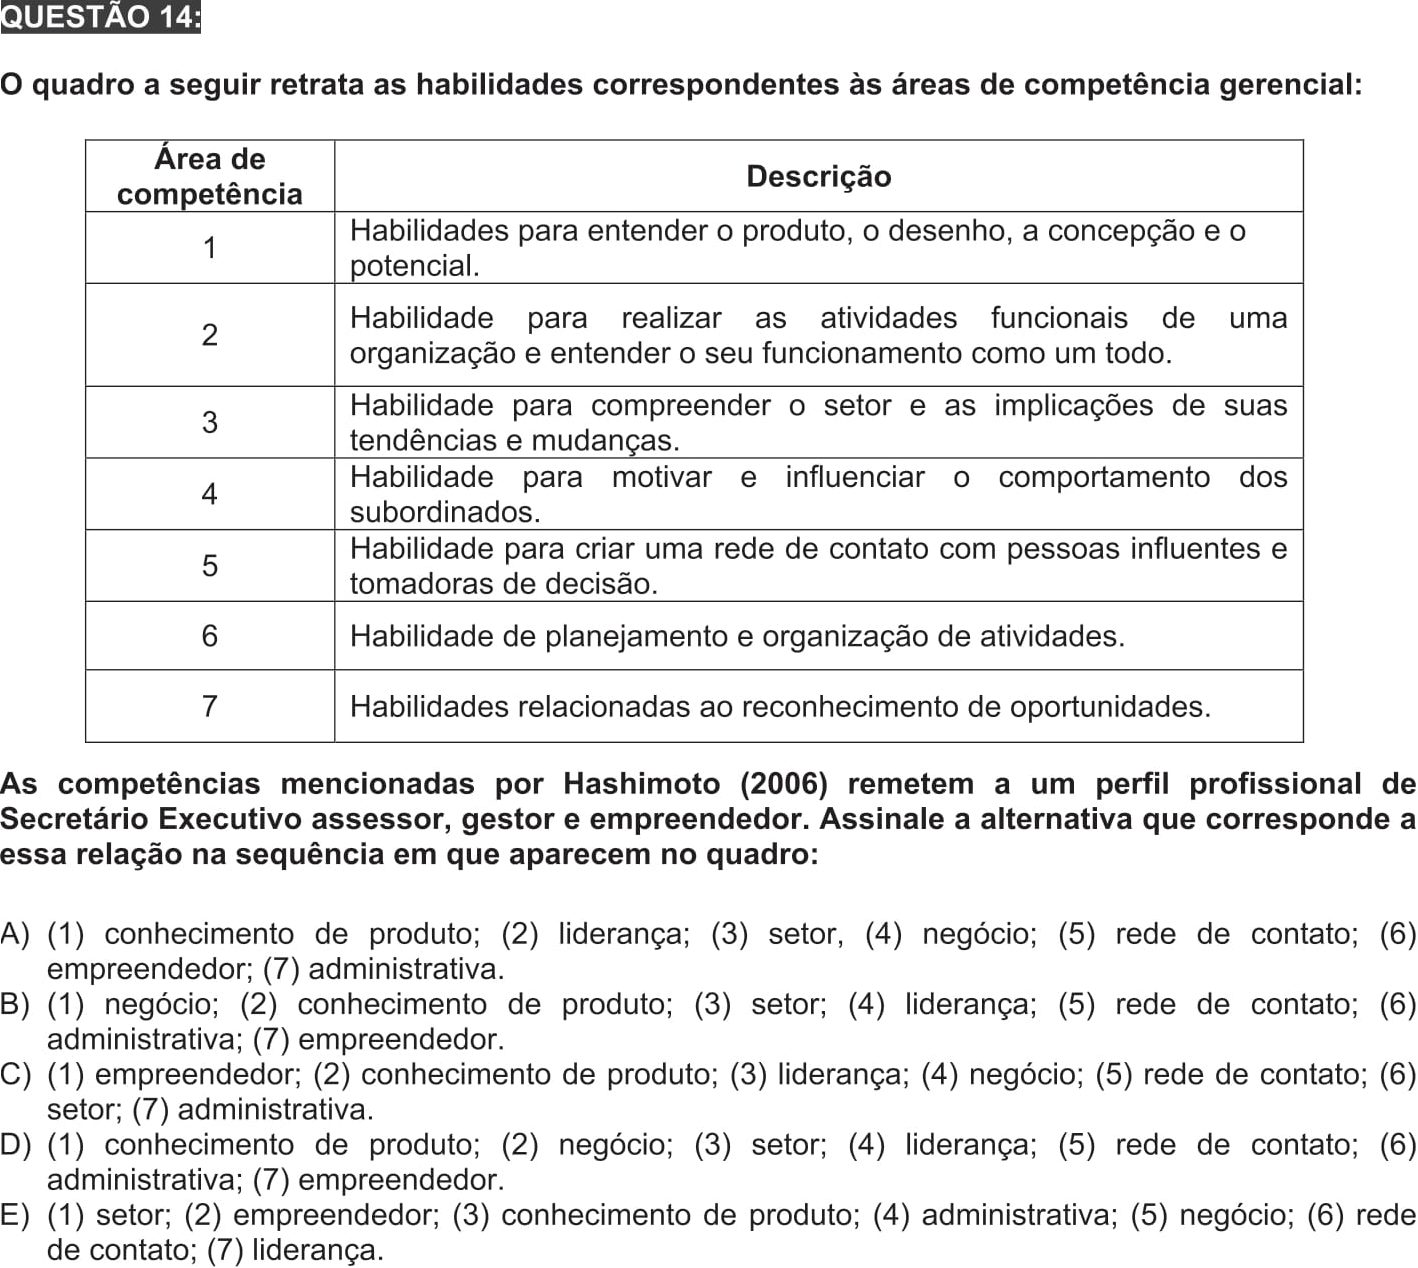 QUESTÃO 14:
O quadro a seguir retrata as habilidades correspondentes às áreas de competência gerencial:
Área de
competência
Descrição
1
Habilidades para entender o produto, o desenho, a concepção e o
potencial.
2
Habilidade para realizar as atividades funcionais de uma
organização e entender o seu funcionamento como um todo.
3
Habilidade para compreender o setor e as implicações de suas
tendências e mudanças.
4
Habilidade para motivar e influenciar o comportamento dos
subordinados.
5
Habilidade para criar uma rede de contato com pessoas influentes e
tomadoras de decisão.
6
Habilidade de planejamento e organização de atividades.
7
Habilidades relacionadas ao reconhecimento de oportunidades.
As competências mencionadas por Hashimoto (2006) remetem a um perfil profissional de
Secretário Executivo assessor, gestor e empreendedor. Assinale a alternativa que corresponde a
essa relação na sequência em que aparecem no quadro:
A) (1) conhecimento de produto; (2) liderança; (3) setor, (4) negócio; (5) rede de contato; (6)
empreendedor; (7) administrativa.
B) (1) negócio; (2) conhecimento de produto; (3) setor; (4) liderança; (5) rede de contato; (6)
administrativa; (7) empreendedor.
C) (1) empreendedor; (2) conhecimento de produto; (3) liderança; (4) negócio; (5) rede de contato; (6)
setor; (7) administrativa.
D) (1) conhecimento de produto; (2) negócio; (3) setor; (4) liderança; (5) rede de contato; (6)
administrativa; (7) empreendedor.
E) (1) setor; (2) empreendedor; (3) conhecimento de produto; (4) administrativa; (5) negócio; (6) rede
de contato; (7) liderança.